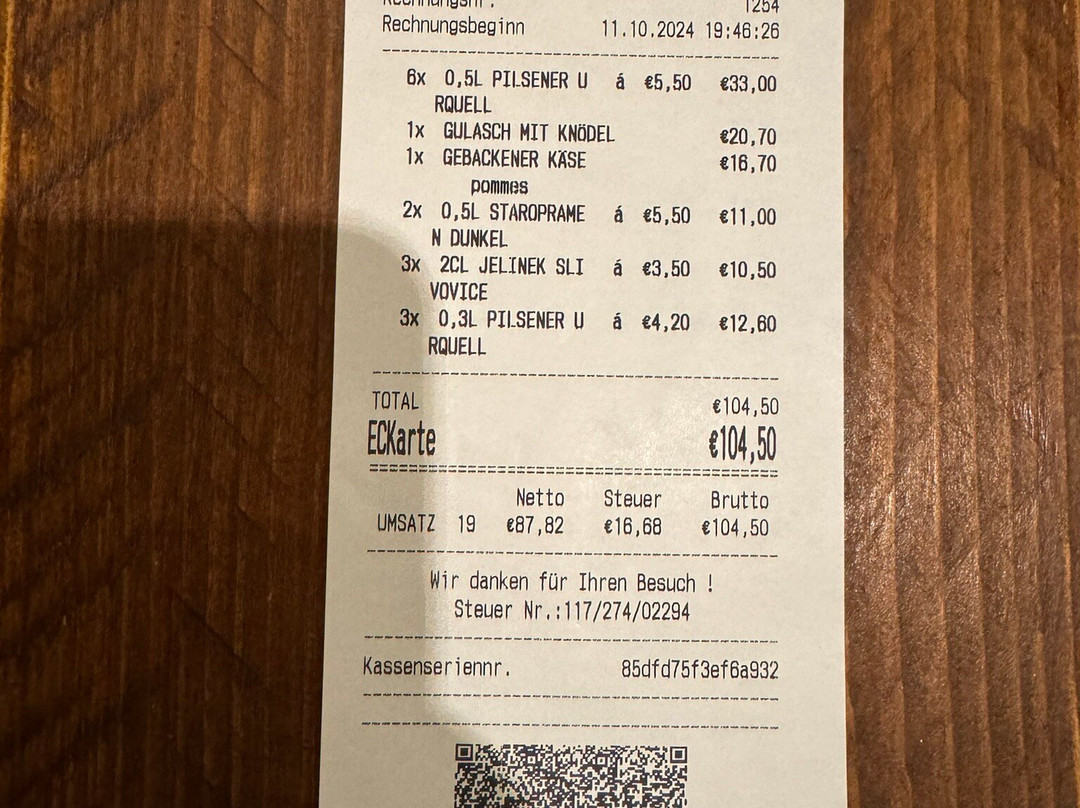 Rechnungsnr. 1254
Rechnungsbeginn 11.10.2024 19:46:26
6x 0,5L PILSENER U á €5,50 €33,00
RQUELL
1x GULASCH MIT KNÖDEL €20,70
1x GEBACKENER KÄSE €16,70
pommes
2x 0,5L STAROPRAME á €5,50 €11,00
N DUNKEL
3x 2CL JELINEK SLI á €3,50 €10,50
VOVICE
3x 0,3L PILSENER U á €4,20 €12,60
RQUELL
TOTAL €104,50
ECKarte €104,50
Netto Steuer Brutto
UMSATZ 19 €87,82 €16,68 €104,50
Wir danken für Ihren Besuch !
Steuer Nr.:117/274/02294
Kassenseriennr. 85dfd75f3ef6a932